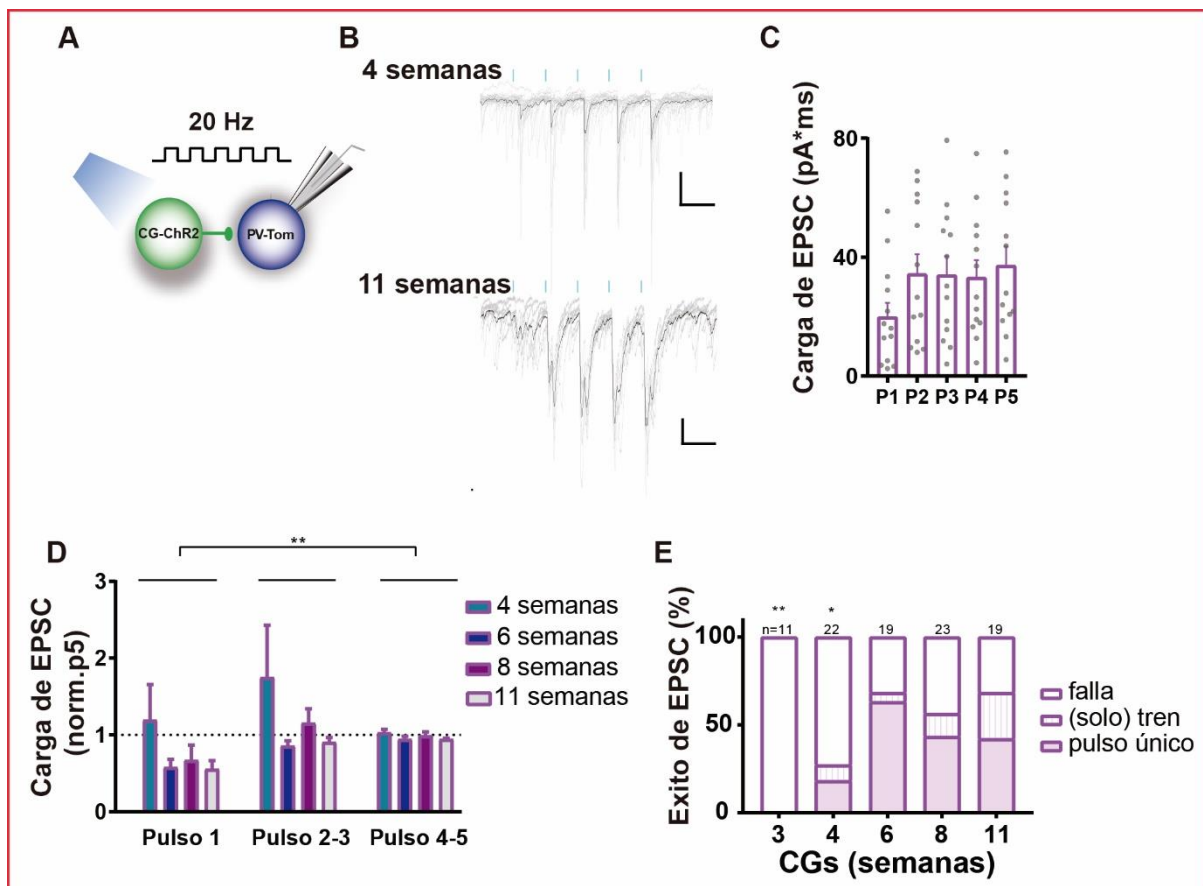 A
20 Hz
CG-ChR2
PV-Tom
B
4 semanas
11 semanas
C
Carga de EPSC (pA*ms)
80
40
0
P1 P2 P3 P4 P5
D
**
Carga de EPSC
(norm.p5)
3
2
1
0
Pulso 1 Pulso 2-3 Pulso 4-5
4 semanas
6 semanas
8 semanas
11 semanas
E
Exito de EPSC (%)
** *
n=11 22 19 23 19
100
50
0
3 4 6 8 11
CGs (semanas)
falla
(solo) tren
pulso único